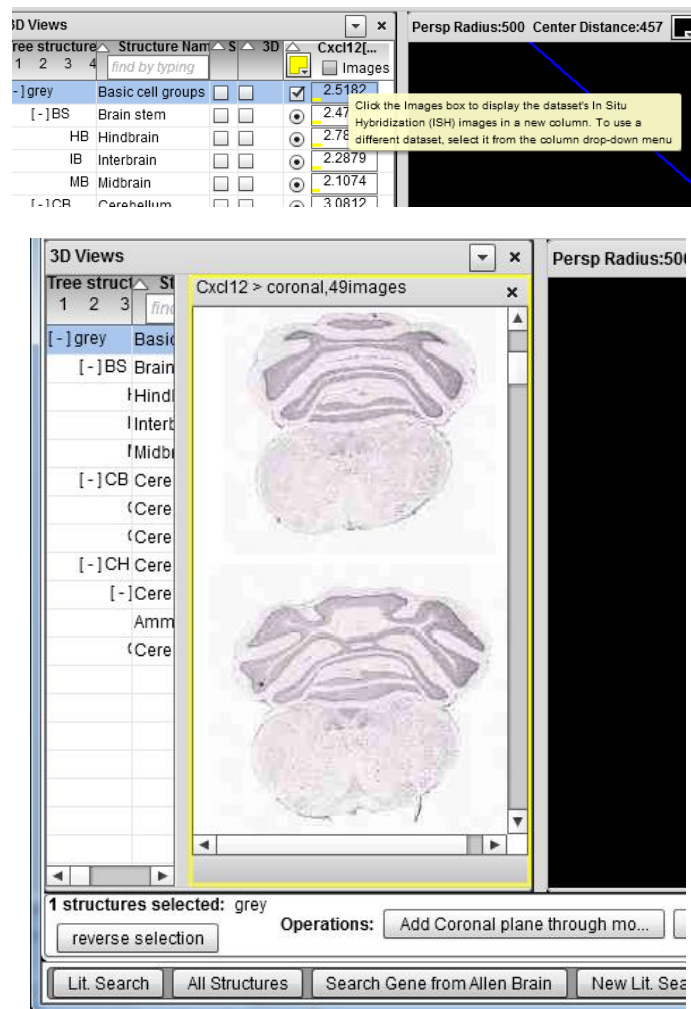 3D Views
Persp Radius:500 Center Distance:457
Tree structure Structure Nam S 3D Cxcl12[...
1 2 3 4 find by typing Images
-]grey Basic cell groups 2.5182
Click the Images box to display the dataset's In Situ
[-]BS Brain stem 2.47
Hybridization (ISH) images in a new column. To use a
HB Hindbrain 2.78
different dataset, select it from the column drop-down menu
IB Interbrain 2.2879
MB Midbrain 2.1074
[-]CB Cerebellum 3.0812
3D Views
Persp Radius:500
Tree struct St
Cxcl12 > coronal,49images
1 2 3 find
[-]grey Basic
[-]BS Brain
Hindl
Interb
Midbr
[-]CB Cere
Cere
Cere
[-]CH Cere
[-] Cere
Amm
Cere
1 structures selected: grey
Operations: Add Coronal plane through mo...
reverse selection
Lit. Search All Structures Search Gene from Allen Brain New Lit. Sea